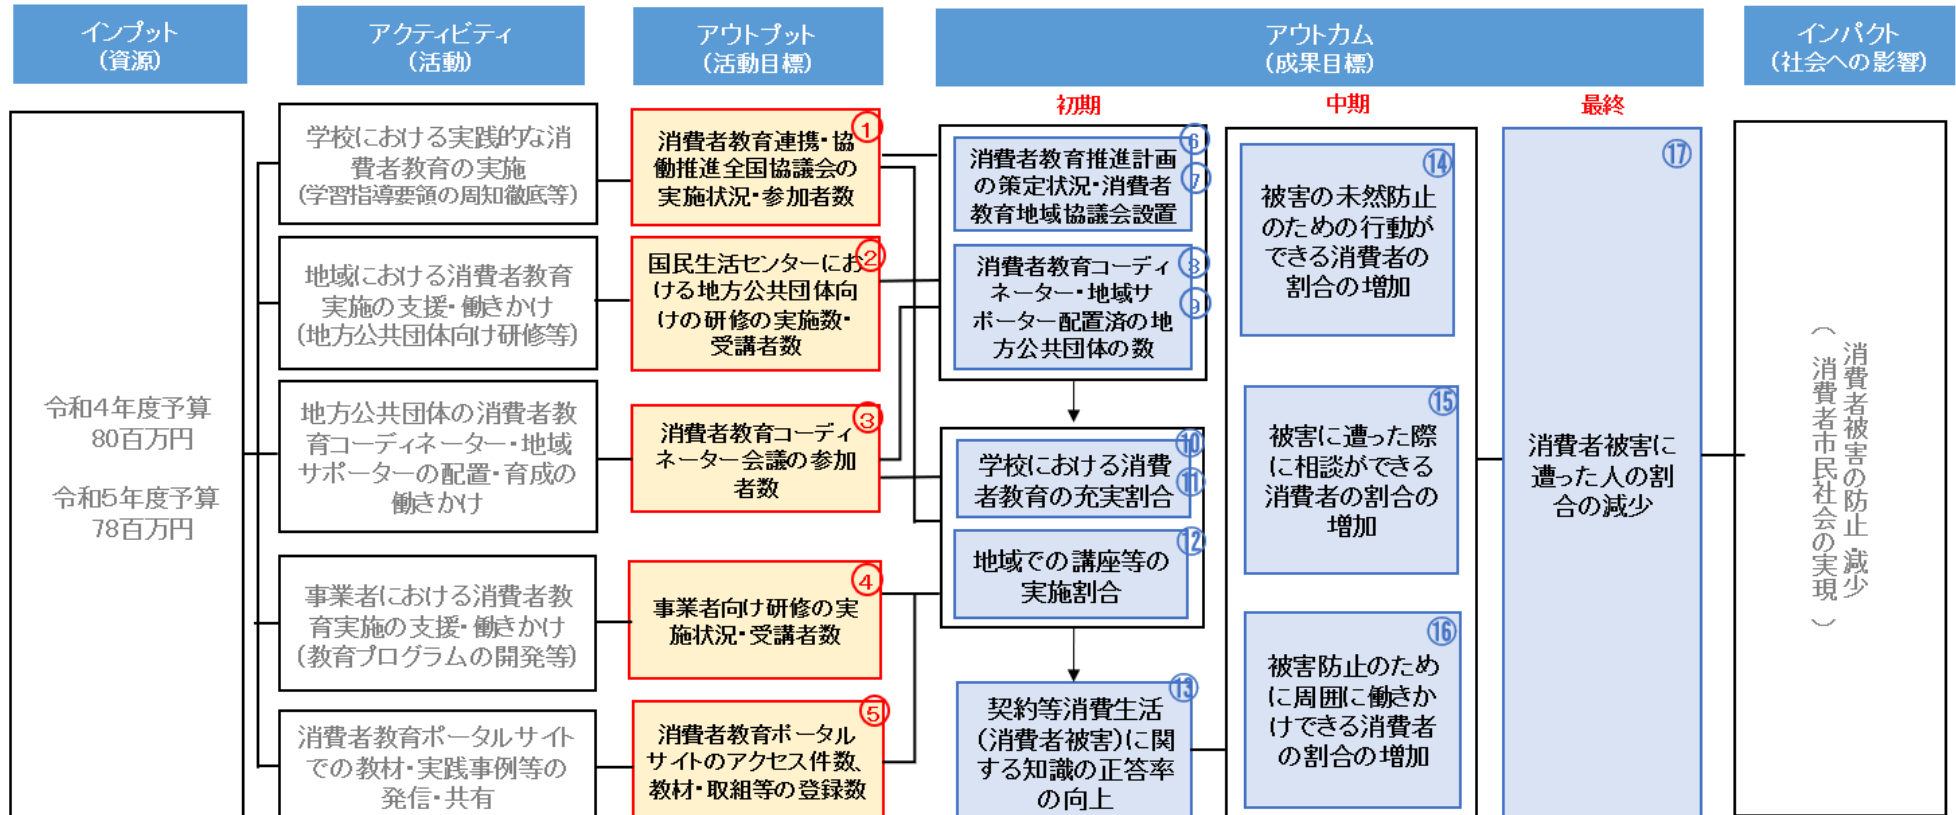 インプット
(資源)
アクティビティ
(活動)
アウトプット
(活動目標)
アウトカム
(成果目標)
インパクト
(社会への影響)
初期
中期
最終
令和4年度予算
80百万円
令和5年度予算
78百万円
学校における実践的な消
費者教育の実施
(学習指導要領の周知徹底等)
地域における消費者教育
実施の支援・働きかけ
(地方公共団体向け研修等)
地方公共団体の消費者教
育コーディネーター・地域
サポーターの配置・育成の
働きかけ
事業者における消費者教
育実施の支援・働きかけ
(教育プログラムの開発等)
消費者教育ポータルサイト
での教材・実践事例等の
発信・共有
①
消費者教育連携・協
働推進全国協議会の
実施状況・参加者数
②
国民生活センターにお
ける地方公共団体向
けの研修の実施数・
受講者数
③
消費者教育コーディ
ネーター会議の参加
者数
④
事業者向け研修の実
施状況・受講者数
⑤
消費者教育ポータル
サイトのアクセス件数、
教材・取組等の登録数
⑥
⑦
消費者教育推進計画
の策定状況・消費者
教育地域協議会設置
⑧
⑨
消費者教育コーディ
ネーター・地域サ
ポーター配置済の地
方公共団体の数
⑩
⑪
学校における消費
者教育の充実割合
⑫
地域での講座等の
実施割合
⑬
契約等消費生活
(消費者被害)に関
する知識の正答率
の向上
⑭
被害の未然防止
のための行動が
できる消費者の
割合の増加
⑮
被害に遭った際
に相談ができる
消費者の割合の
増加
⑯
被害防止のため
に周囲に働きか
けできる消費者
の割合の増加
⑰
消費者被害に
遭った人の割
合の減少
消費者被害の防止・減少
(消費者市民社会の実現)